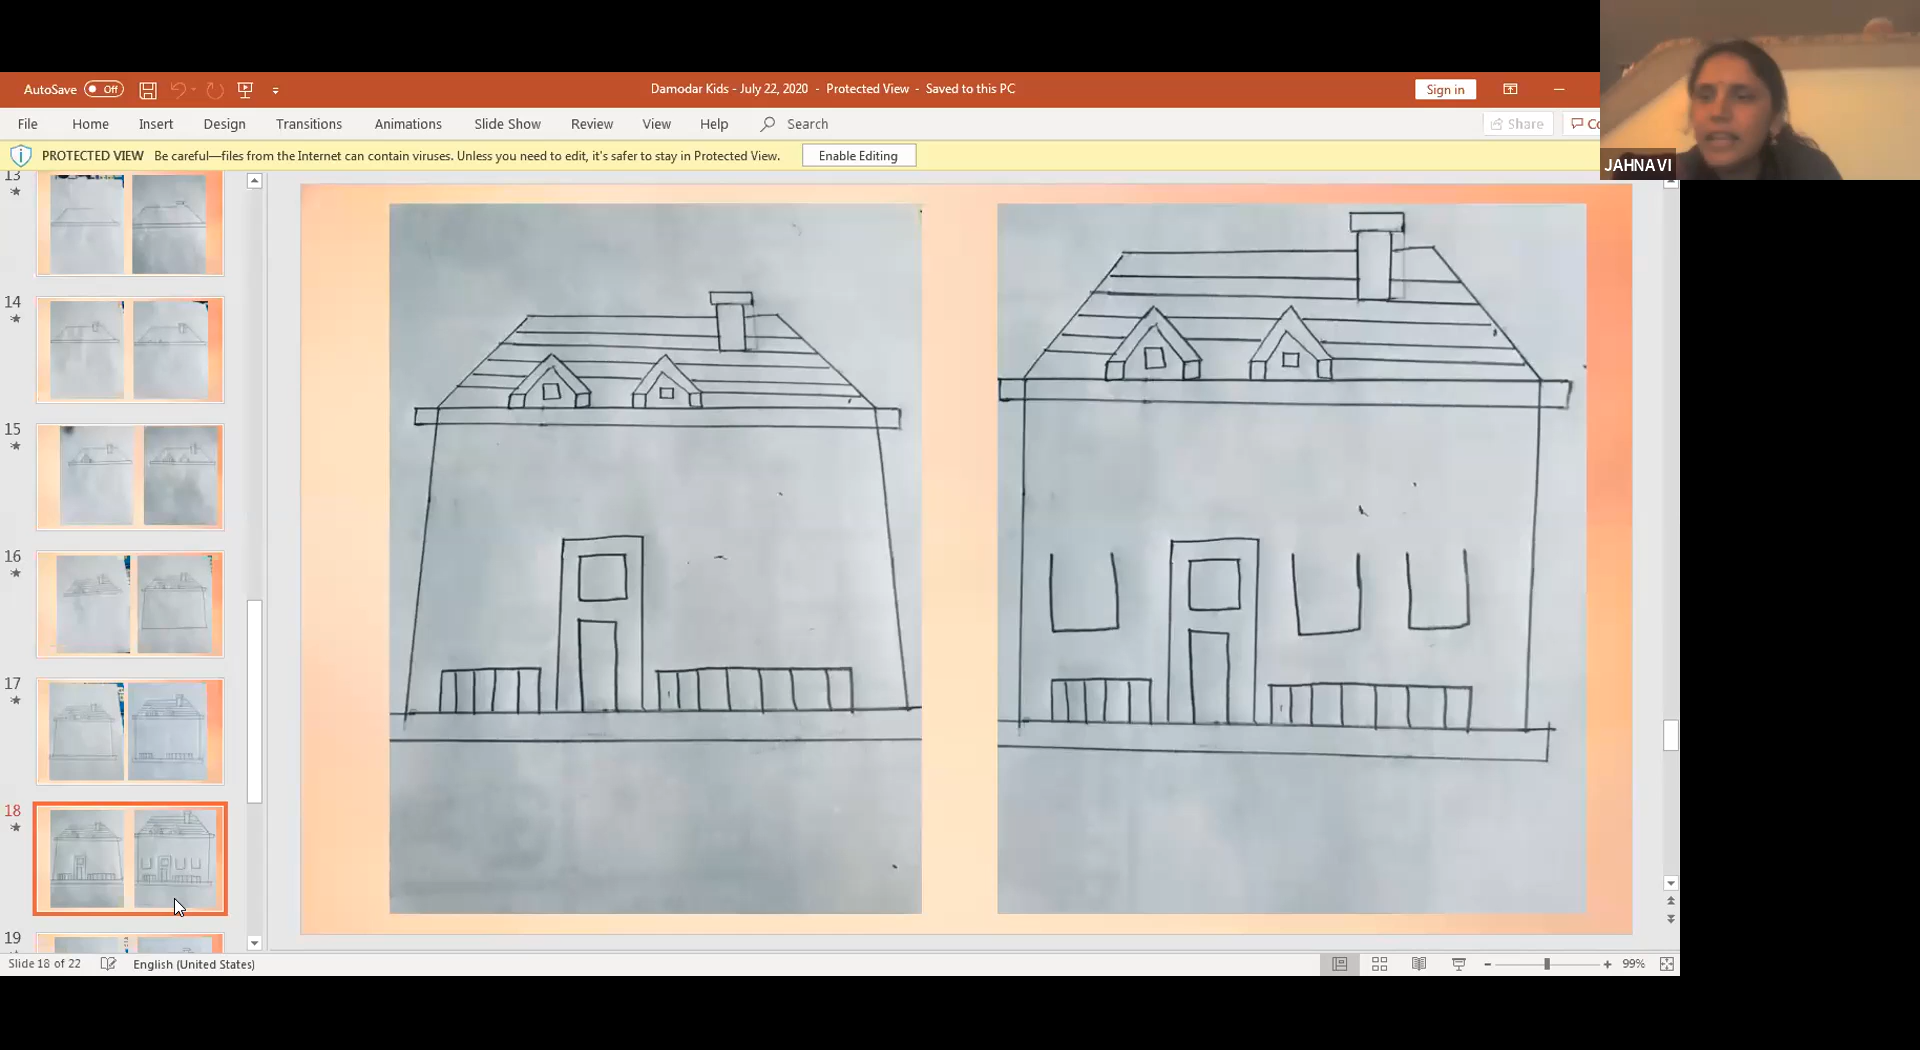 AutoSave Off
Damodar Kids - July 22, 2020 - Protected View - Saved to this PC
Sign in
File Home Insert Design Transitions Animations Slide Show Review View Help Search
Share
PROTECTED VIEW Be careful—files from the Internet can contain viruses. Unless you need to edit, it's safer to stay in Protected View. Enable Editing
JAHNAVI
13
14
15
16
17
18
19
Slide 18 of 22 English (United States) 99%